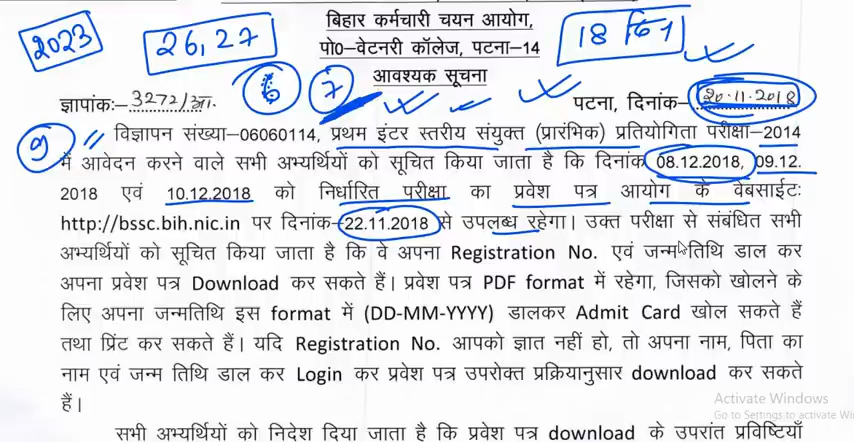 बिहार कर्मचारी चयन आयोग,
2023
26,27
पो0–वेटनरी कॉलेज, पटना–14
18 दिन
आवश्यक सूचना
6
7
ज्ञापांकः–3272/आ.
पटना, दिनांक–20.11.2018
9
विज्ञापन संख्या–06060114, प्रथम इंटर स्तरीय संयुक्त (प्रारंभिक) प्रतियोगिता परीक्षा–2014
में आवेदन करने वाले सभी अभ्यर्थियों को सूचित किया जाता है कि दिनांक 08.12.2018, 09.12.
2018 एवं 10.12.2018 को निर्धारित परीक्षा का प्रवेश पत्र आयोग के वेबसाईटः
http://bssc.bih.nic.in पर दिनांक–22.11.2018 से उपलब्ध रहेगा। उक्त परीक्षा से संबंधित सभी
अभ्यर्थियों को सूचित किया जाता है कि वे अपना Registration No. एवं जन्मतिथि डाल कर
अपना प्रवेश पत्र Download कर सकते हैं। प्रवेश पत्र PDF format में रहेगा, जिसको खोलने के
लिए अपना जन्मतिथि इस format में (DD-MM-YYYY) डालकर Admit Card खोल सकते हैं
तथा प्रिंट कर सकते हैं। यदि Registration No. आपको ज्ञात नहीं हो, तो अपना नाम, पिता का
नाम एवं जन्म तिथि डाल कर Login कर प्रवेश पत्र उपरोक्त प्रक्रियानुसार download कर सकते
हैं।
Activate Windows
Go to Settings to activate Wi
सभी अभ्यर्थियों को निदेश दिया जाता है कि प्रवेश पत्र download के उपरांत प्रविष्टियाँ